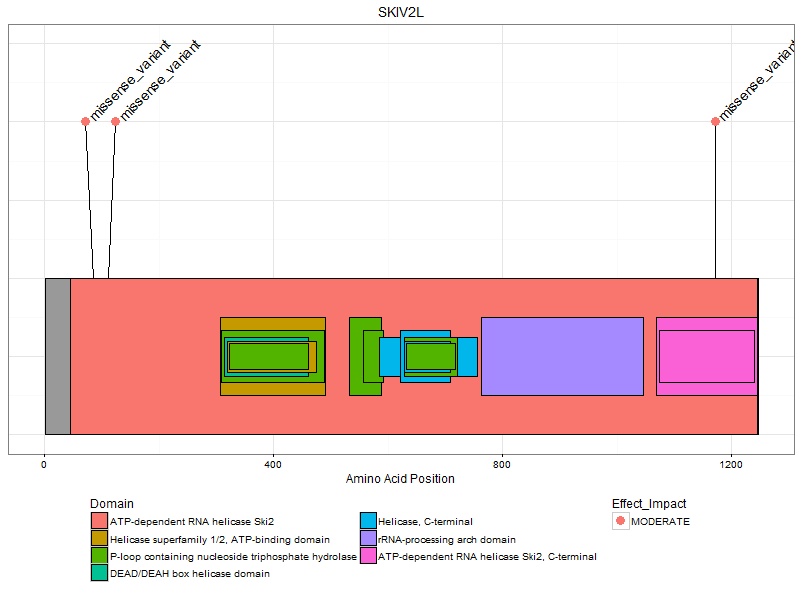 SKIV2L
missense_variant
missense_variant
missense_variant
0
400
800
1200
Amino Acid Position
Domain
ATP-dependent RNA helicase Ski2
Helicase superfamily 1/2, ATP-binding domain
P-loop containing nucleoside triphosphate hydrolase
DEAD/DEAH box helicase domain
Helicase, C-terminal
rRNA-processing arch domain
ATP-dependent RNA helicase Ski2, C-terminal
Effect_Impact
MODERATE